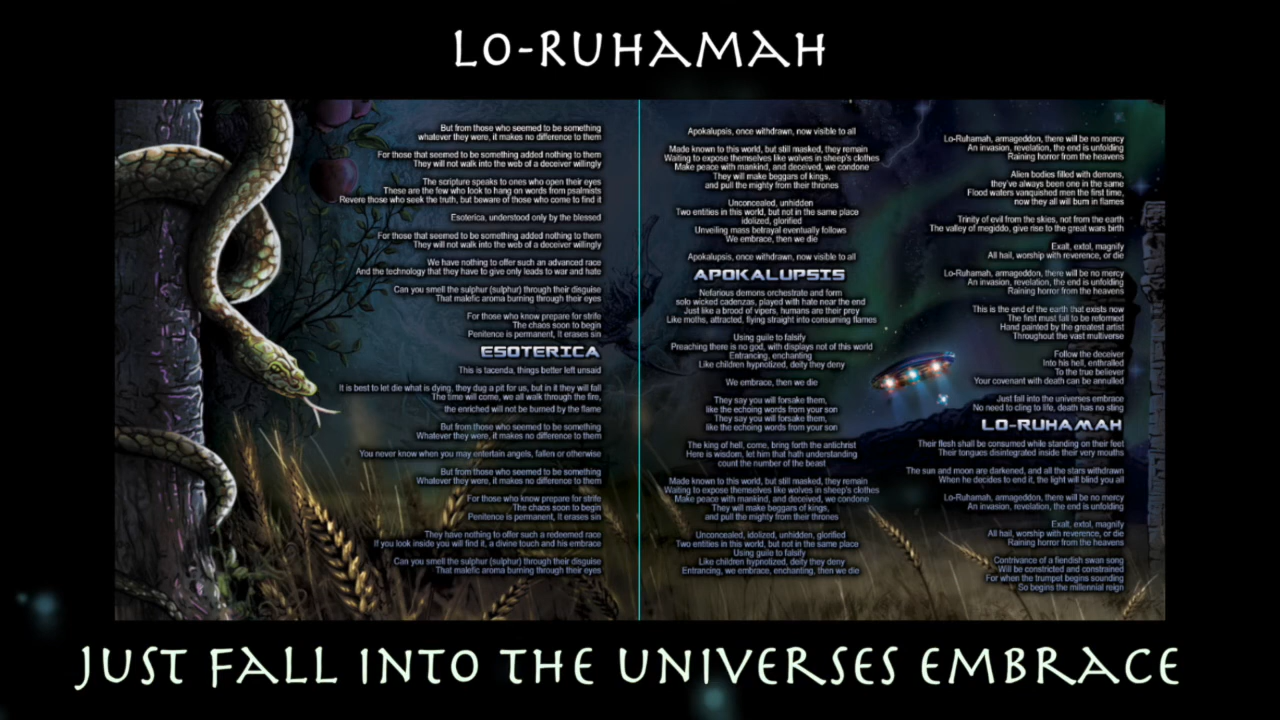 LO-RUHAMAH
But from those who seemed to be something
whatever they were, it makes no difference to them
For those that seemed to be something added nothing to them
They will not walk into the web of a deceiver willingly
The scripture speaks to ones who open their eyes
These are the few who look to hang on words from psalmists
Revere those who seek the truth, but beware of those who come to find it
Esoterica, understood only by the blessed
For those that seemed to be something added nothing to them
They will not walk into the web of a deceiver willingly
We have nothing to offer such an advanced race
And the technology that they have to give only leads to war and hate
Can you smell the sulphur (sulphur) through their disguise
That malefic aroma burning through their eyes
For those who know prepare for strife
The chaos soon to begin
Penitence is permanent, it erases sin
ESOTERICA
This is tacenda, things better left unsaid
It is best to let die what is dying, they dug a pit for us, but in it they will fall
The time will come, we all walk through the fire,
the enriched will not be burned by the flame
But from those who seemed to be something
Whatever they were, it makes no difference to them
You never know when you may entertain angels, fallen or otherwise
But from those who seemed to be something
Whatever they were, it makes no difference to them
For those who know prepare for strife
The chaos soon to begin
Penitence is permanent, it erases sin
They have nothing to offer such a redeemed race
If you look inside you will find it, a divine touch and his embrace
Can you smell the sulphur (sulphur) through their disguise
That malefic aroma burning through their eyes
Apokalupsis, once withdrawn, now visible to all
Made known to this world, but still masked, they remain
Waiting to expose themselves like wolves in sheep's clothes
Make peace with mankind, and deceived, we condone
They will make beggars of kings,
and pull the mighty from their thrones
Unconcealed, unhidden
Two entities in this world, but not in the same place
idolized, glorified
Unveiling mass betrayal eventually follows
We embrace, then we die
Apokalupsis, once withdrawn, now visible to all
APOKALUPSIS
Nefarious demons orchestrate and form
solo wicked cadenzas, played with hate near the end
Just like a brood of vipers, humans are their prey
Like moths, attracted, flying straight into consuming flames
Using guile to falsify
Preaching there is no god, with displays not of this world
Entrancing, enchanting
Like children hypnotized, deity they deny
We embrace, then we die
They say you will forsake them,
like the echoing words from your son
They say you will forsake them,
like the echoing words from your son
The king of hell, come, bring forth the antichrist
Here is wisdom, let him that hath understanding
count the number of the beast
Made known to this world, but still masked, they remain
Waiting to expose themselves like wolves in sheep's clothes
Make peace with mankind, and deceived, we condone
They will make beggars of kings,
and pull the mighty from their thrones
Unconcealed, idolized, unhidden, glorified
Two entities in this world, but not in the same place
Using guile to falsify
Like children hypnotized, deity they deny
Entrancing, we embrace, enchanting, then we die
Lo-Ruhamah, armageddon, there will be no mercy
An invasion, revelation, the end is unfolding
Raining horror from the heavens
Alien bodies filled with demons,
they've always been one in the same
Flood waters vanquished men the first time,
now they all will burn in flames
Trinity of evil from the skies, not from the earth
The valley of megiddo, give rise to the great wars birth
Exalt, extol, magnify
All hail, worship with reverence, or die
Lo-Ruhamah, armageddon, there will be no mercy
An invasion, revelation, the end is unfolding
Raining horror from the heavens
This is the end of the earth that exists now
The first must fall to be reformed
Hand painted by the greatest artist
Throughout the vast multiverse
Follow the deceiver
Into his hell, enthralled
To the true believer
Your covenant with death can be annulled
Just fall into the universes embrace
No need to cling to life, death has no sting
LO-RUHAMAH
Their flesh shall be consumed while standing on their feet
Their tongues disintegrated inside their very mouths
The sun and moon are darkened, and all the stars withdrawn
When he decides to end it, the light will blind you all
Lo-Ruhamah, armageddon, there will be no mercy
An invasion, revelation, the end is unfolding
Exalt, extol, magnify
All hail, worship with reverence, or die
Raining horror from the heavens
Contrivance of a fiendish swan song
Will be constricted and constrained
For when the trumpet begins sounding
So begins the millennial reign
JUST FALL INTO THE UNIVERSES EMBRACE